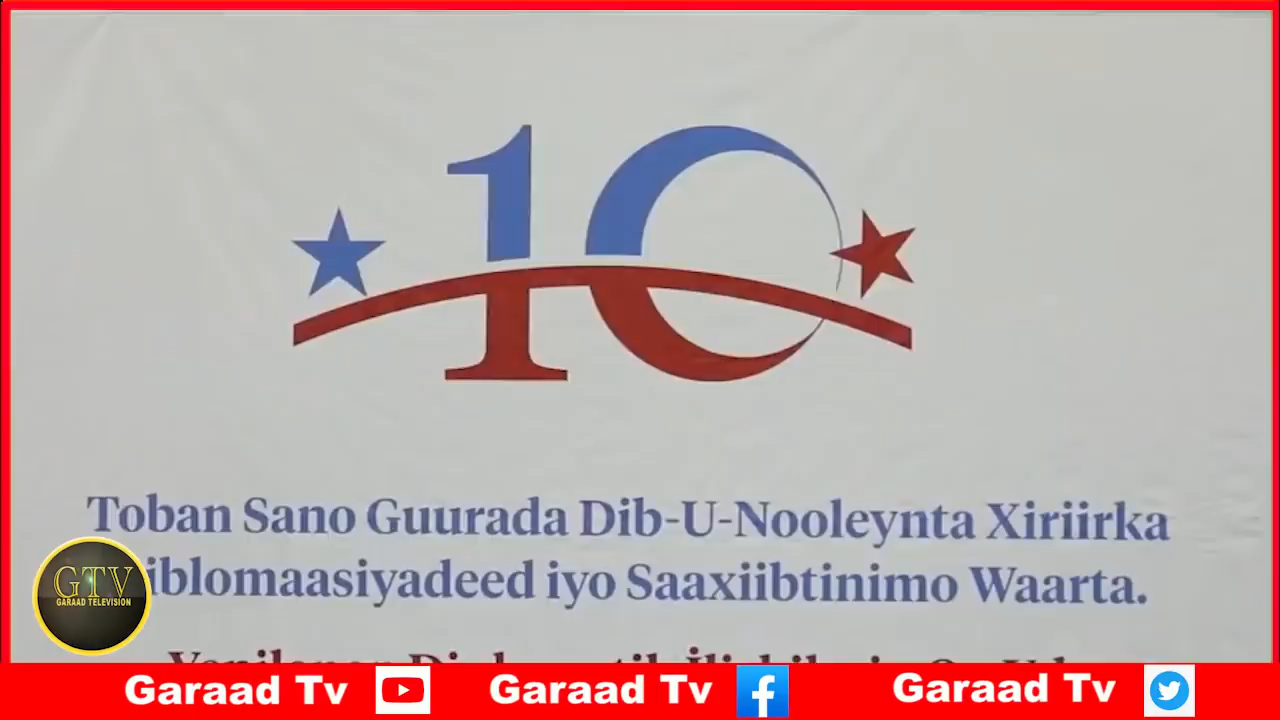 10
Toban Sano Guurada Dib-U-Nooleynta Xiriirka
iyo Saaxiibtinimo Waarta.
GTV
GARAAD TELEVISION
Garaad Tv
Garaad Tv
Garaad Tv